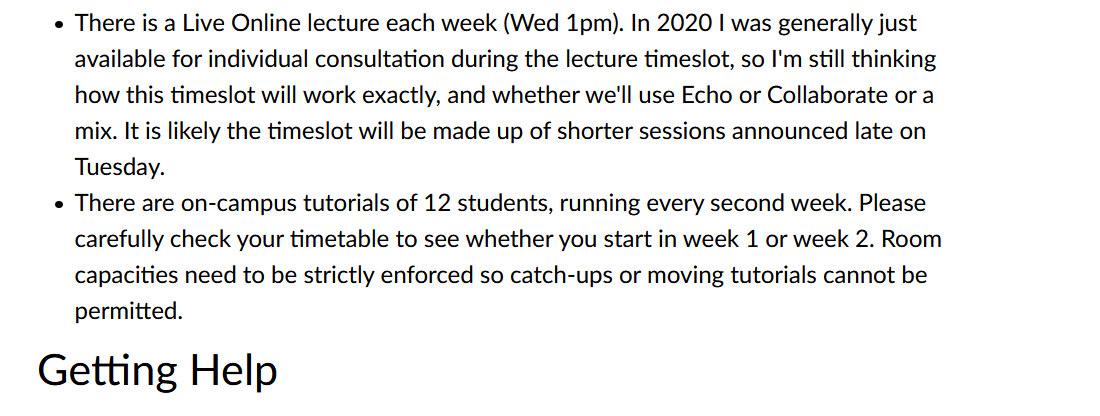 • There is a Live Online lecture each week (Wed 1pm). In 2020 I was generally just
available for individual consultation during the lecture timeslot, so I'm still thinking
how this timeslot will work exactly, and whether we'll use Echo or Collaborate or a
mix. It is likely the timeslot will be made up of shorter sessions announced late on
Tuesday.
• There are on-campus tutorials of 12 students, running every second week. Please
carefully check your timetable to see whether you start in week 1 or week 2. Room
capacities need to be strictly enforced so catch-ups or moving tutorials cannot be
permitted.
Getting Help